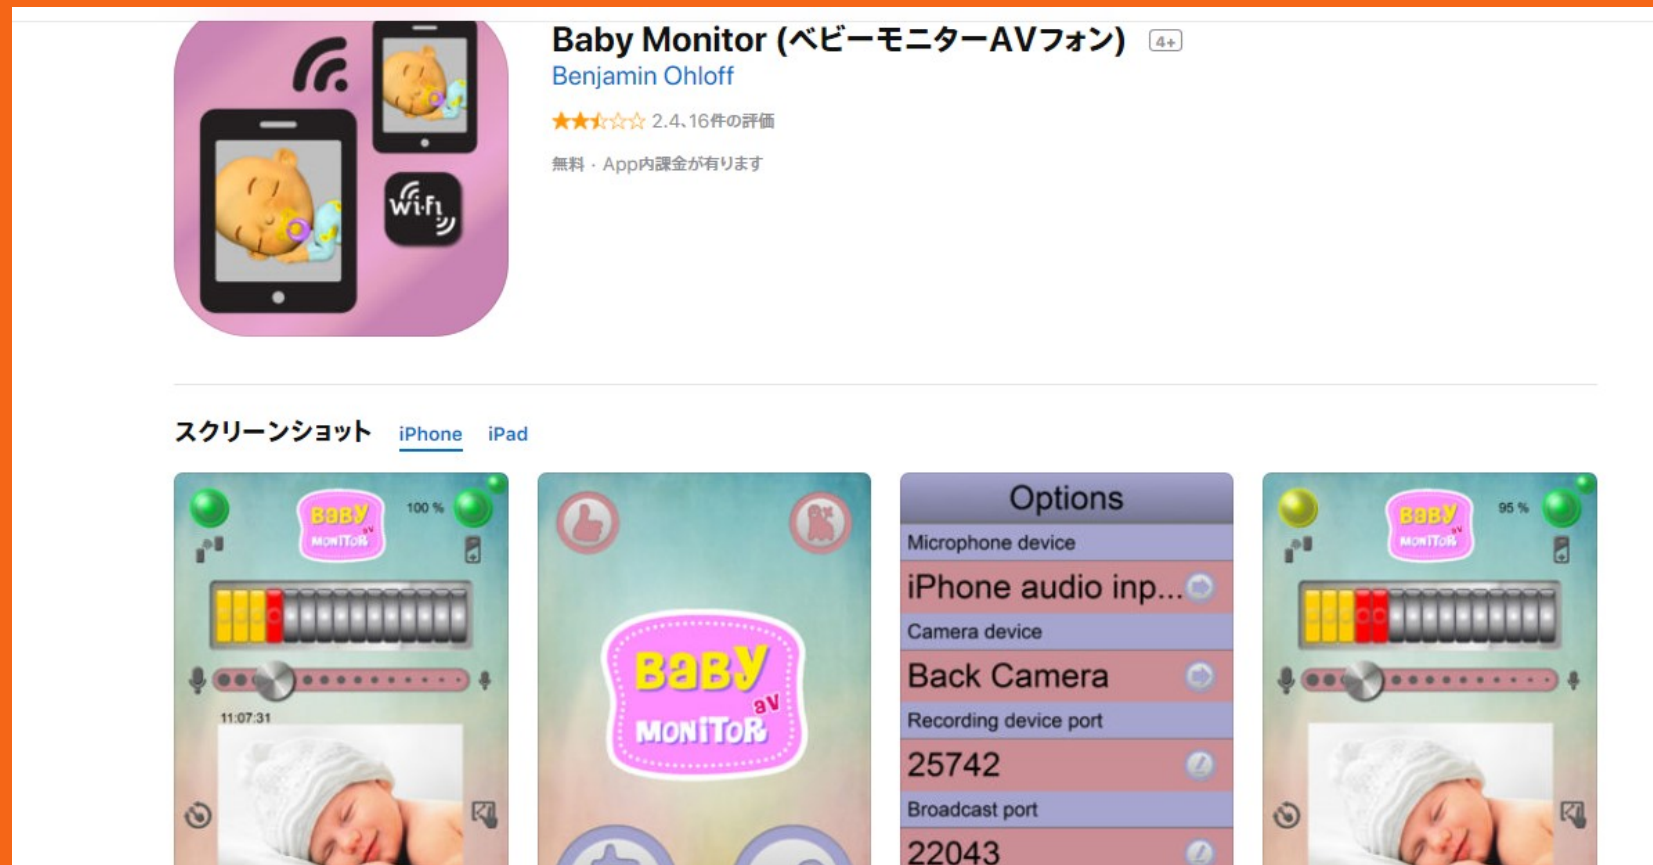 Baby Monitor (ベビーモニターAVフォン) 4+
Benjamin Ohloff
2.4、16件の評価
無料・App内課金が有ります
Wi-Fi
スクリーンショット iPhone iPad
100 %
BaBy
av
MONiToR
11:07:31
BaBy
av
MONiToR
Options
Microphone device
iPhone audio inp...
Camera device
Back Camera
Recording device port
25742
Broadcast port
22043
95 %
BaBy
av
MONiToR